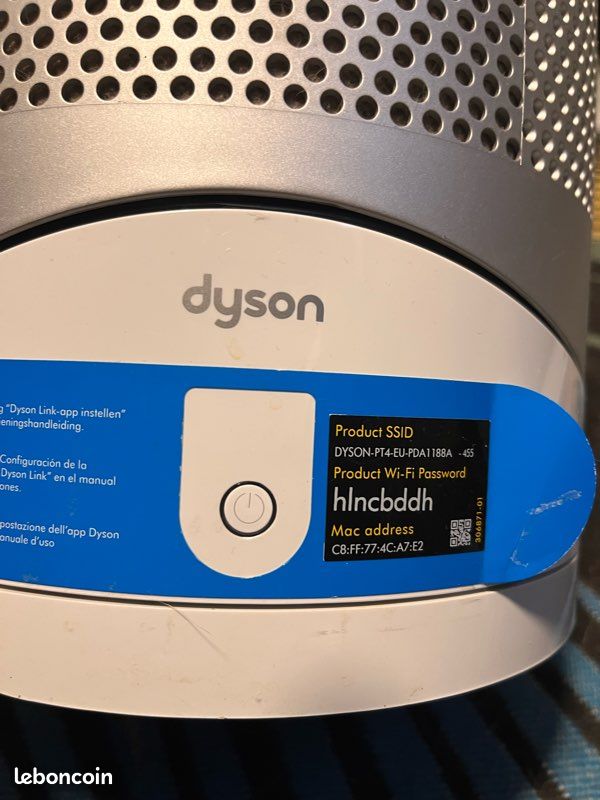 dyson
g "Dyson Link-app instellen"
eningshandleiding.
Configuración de la
Dyson Link" en el manual
ones.
postazione dell'app Dyson
anuale d'uso
Product SSID
DYSON-PT4-EU-PDA1188A -455
Product Wi-Fi Password
hlncbddh
Mac address
C8:FF:77:4C:A7:E2
306871-01
leboncoin